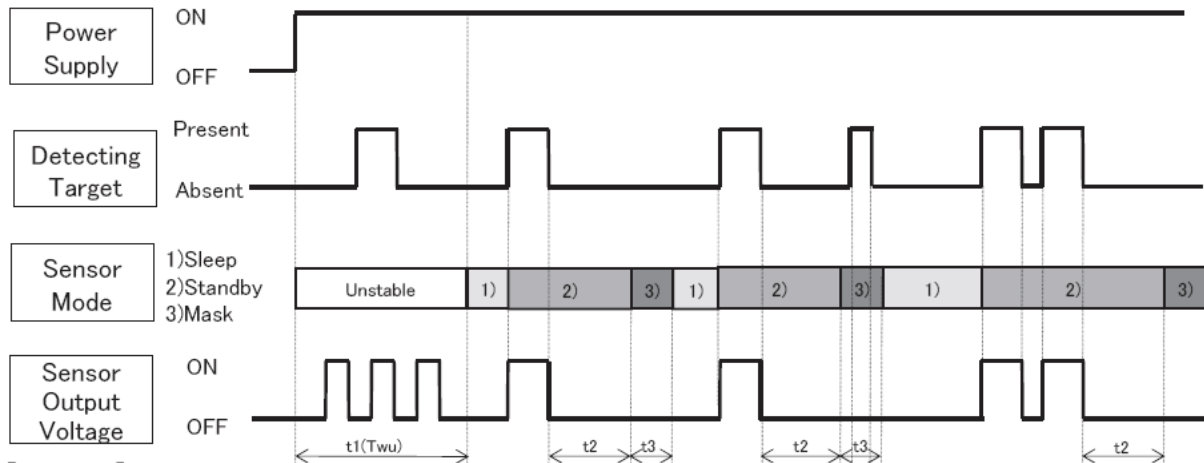 Power
Supply
ON
OFF
Detecting
Target
Present
Absent
Sensor
Mode
1)Sleep
2)Standby
3)Mask
Unstable
1)
2)
3)
1)
2)
3)
1)
2)
3)
Sensor
Output
Voltage
ON
OFF
t1(Twu)
t2
t3
t2
t3
t2